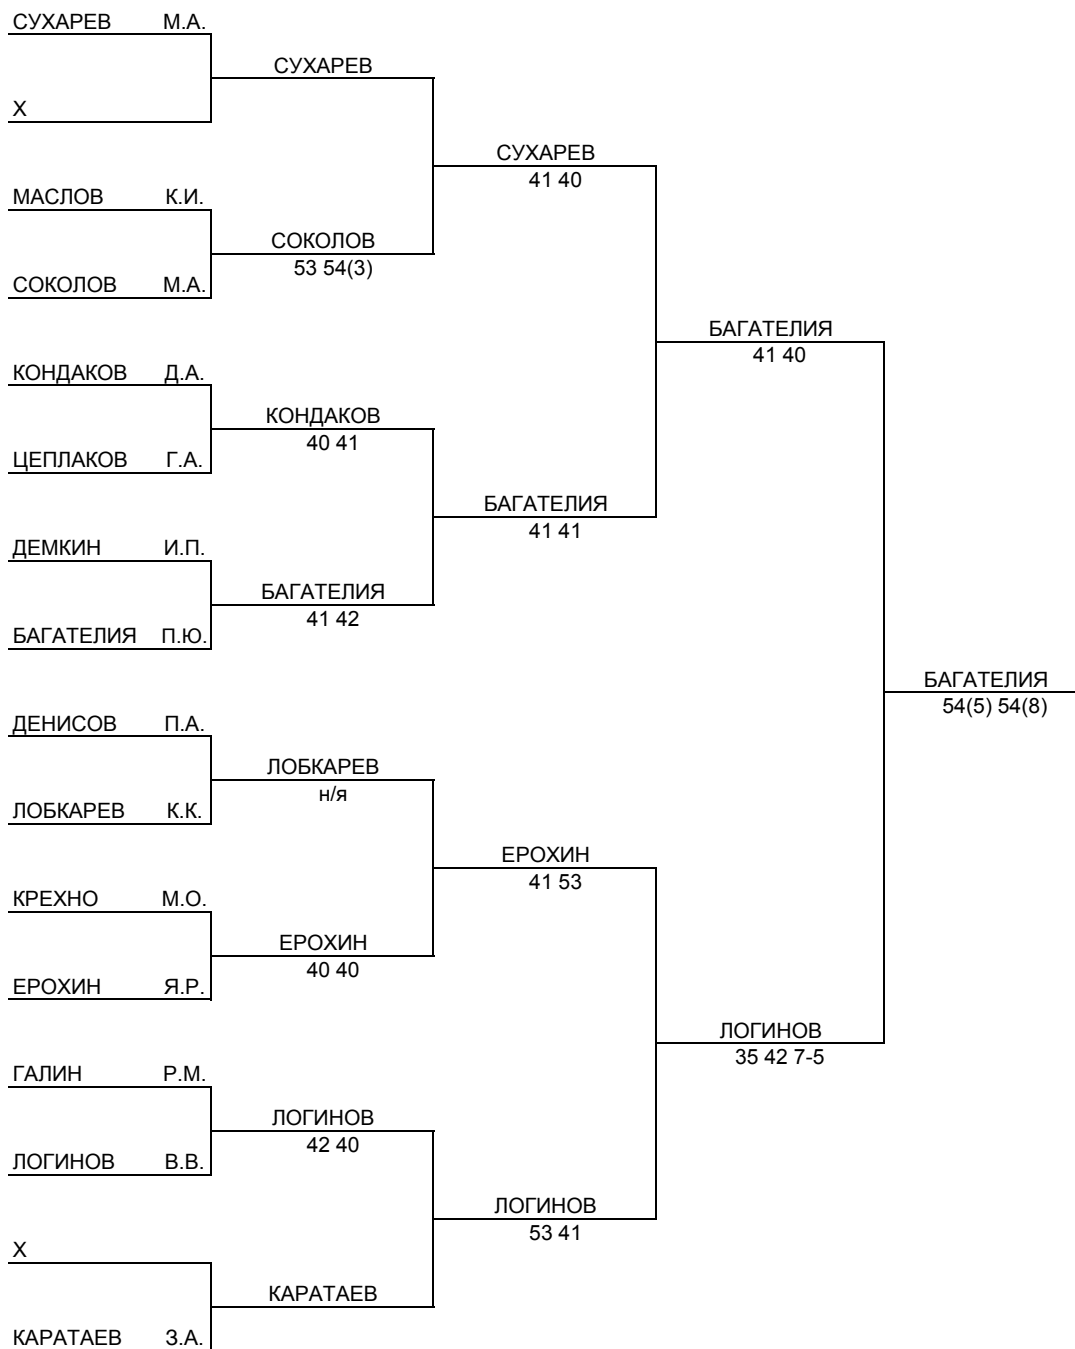 СУХАРЕВ М.А.
СУХАРЕВ
Х
СУХАРЕВ
41 40
МАСЛОВ К.И.
СОКОЛОВ
53 54(3)
СОКОЛОВ М.А.
БАГАТЕЛИЯ
41 40
КОНДАКОВ Д.А.
КОНДАКОВ
40 41
ЦЕПЛАКОВ Г.А.
БАГАТЕЛИЯ
41 41
ДЕМКИН И.П.
БАГАТЕЛИЯ
41 42
БАГАТЕЛИЯ П.Ю.
БАГАТЕЛИЯ
54(5) 54(8)
ДЕНИСОВ П.А.
ЛОБКАРЕВ
н/я
ЛОБКАРЕВ К.К.
ЕРОХИН
41 53
КРЕХНО М.О.
ЕРОХИН
40 40
ЕРОХИН Я.Р.
ЛОГИНОВ
35 42 7-5
ГАЛИН Р.М.
ЛОГИНОВ
42 40
ЛОГИНОВ В.В.
ЛОГИНОВ
53 41
Х
КАРАТАЕВ
КАРАТАЕВ З.А.